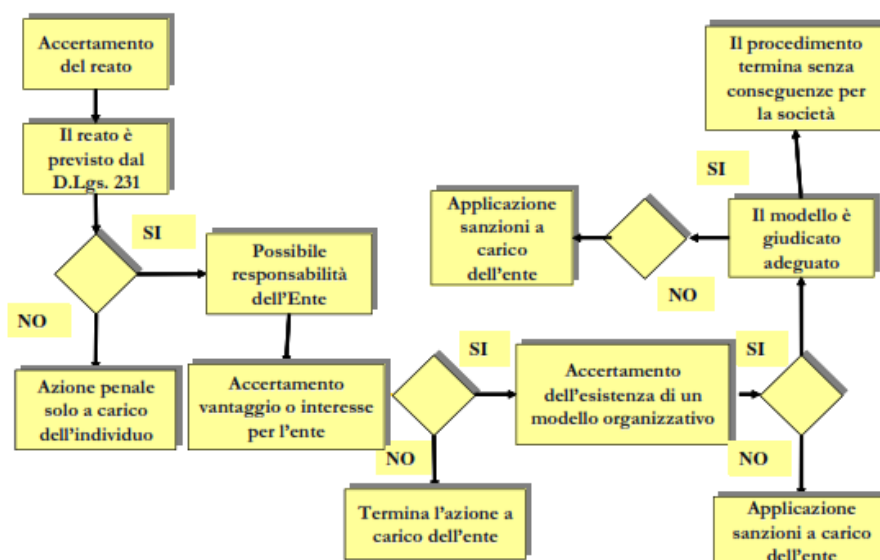 Accertamento
del reato
Il reato è
previsto dal
D.Lgs. 231
SI
NO
Azione penale
solo a carico
dell'individuo
Possibile
responsabilità
dell'Ente
Accertamento
vantaggio o interesse
per l'ente
SI
NO
Termina l'azione a
carico dell'ente
Accertamento
dell'esistenza di un
modello organizzativo
SI
NO
Applicazione
sanzioni a carico
dell'ente
Il modello è
giudicato
adeguato
SI
NO
Applicazione
sanzioni a
carico
dell'ente
Il procedimento
termina senza
conseguenze per
la società